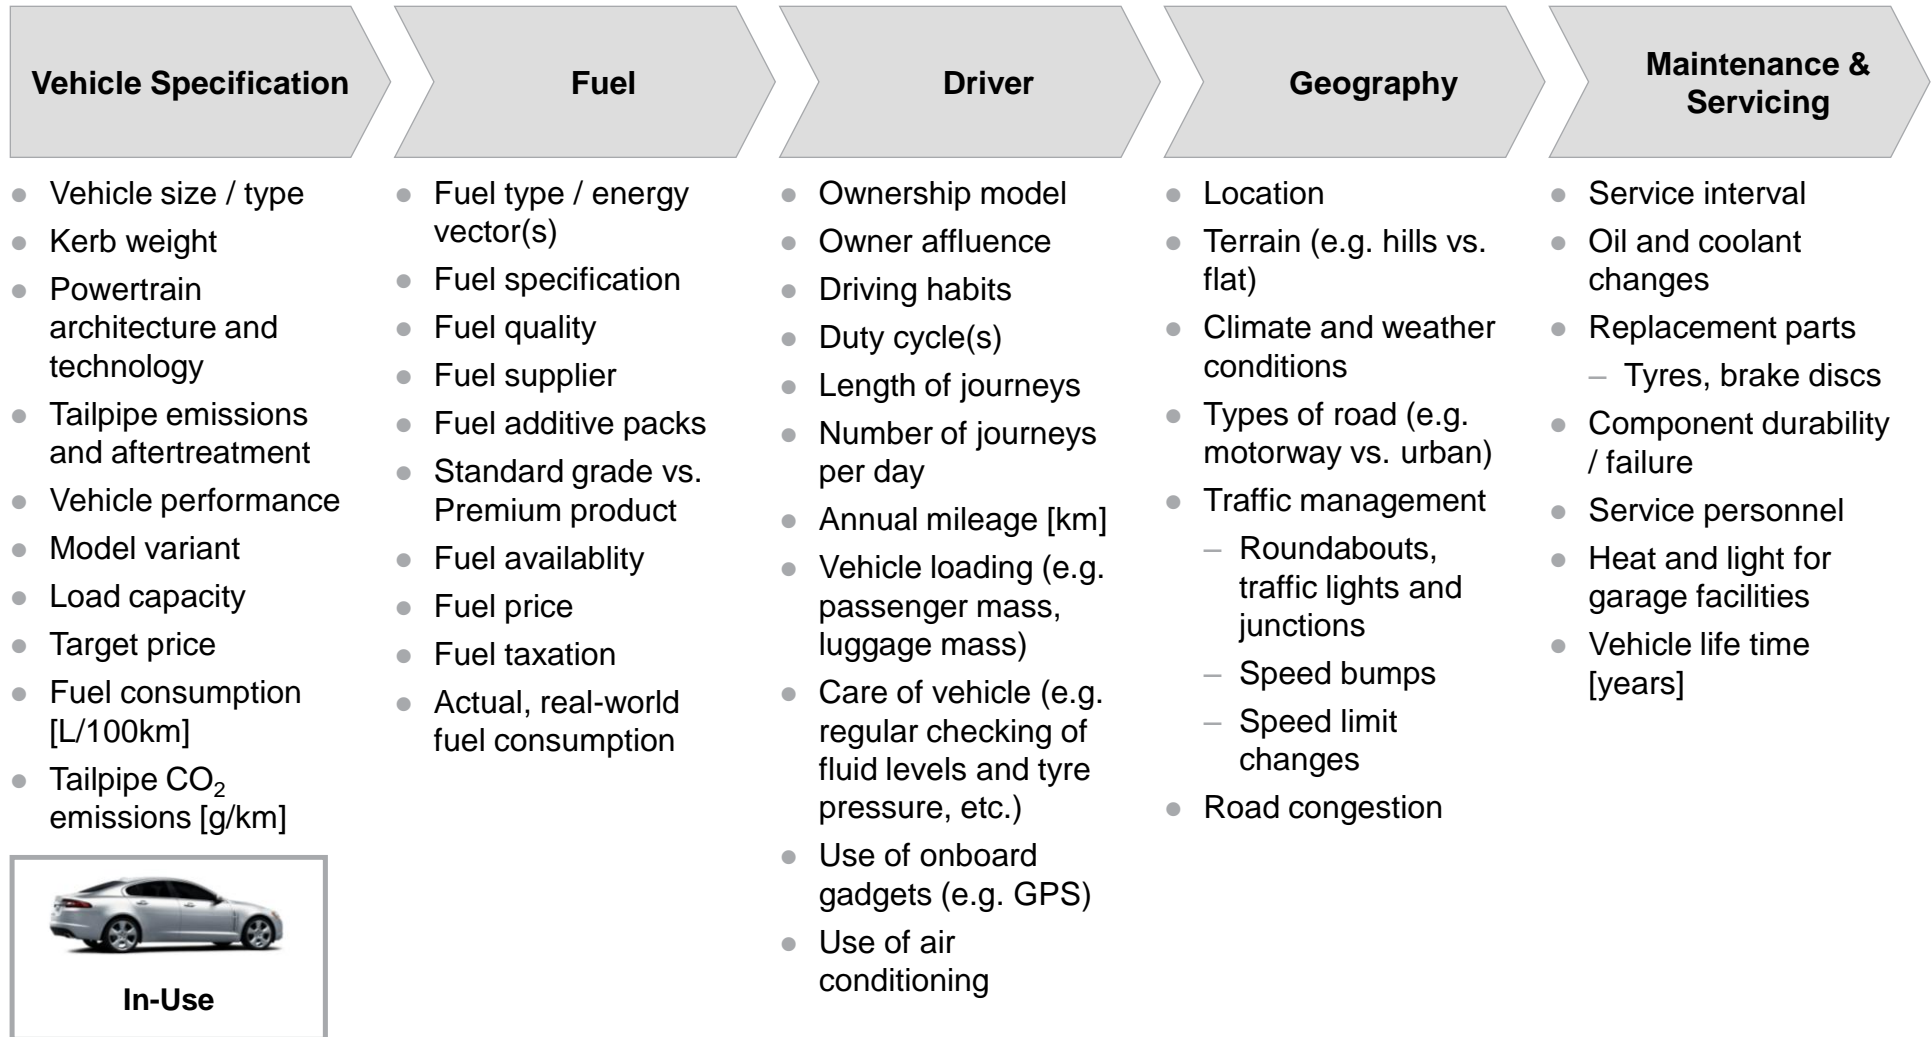 Vehicle Specification
Fuel
Driver
Geography
Maintenance &
Servicing
● Vehicle size / type
● Kerb weight
● Powertrain
architecture and
technology
● Tailpipe emissions
and aftertreatment
● Vehicle performance
● Model variant
● Load capacity
● Target price
● Fuel consumption
[L/100km]
● Tailpipe CO₂
emissions [g/km]
● Fuel type / energy
vector(s)
● Fuel specification
● Fuel quality
● Fuel supplier
● Fuel additive packs
● Standard grade vs.
Premium product
● Fuel availablity
● Fuel price
● Fuel taxation
● Actual, real-world
fuel consumption
● Ownership model
● Owner affluence
● Driving habits
● Duty cycle(s)
● Length of journeys
● Number of journeys
per day
● Annual mileage [km]
● Vehicle loading (e.g.
passenger mass,
luggage mass)
● Care of vehicle (e.g.
regular checking of
fluid levels and tyre
pressure, etc.)
● Use of onboard
gadgets (e.g. GPS)
● Use of air
conditioning
● Location
● Terrain (e.g. hills vs.
flat)
● Climate and weather
conditions
● Types of road (e.g.
motorway vs. urban)
● Traffic management
– Roundabouts,
traffic lights and
junctions
– Speed bumps
– Speed limit
changes
● Road congestion
● Service interval
● Oil and coolant
changes
● Replacement parts
– Tyres, brake discs
● Component durability
/ failure
● Service personnel
● Heat and light for
garage facilities
● Vehicle life time
[years]
In-Use